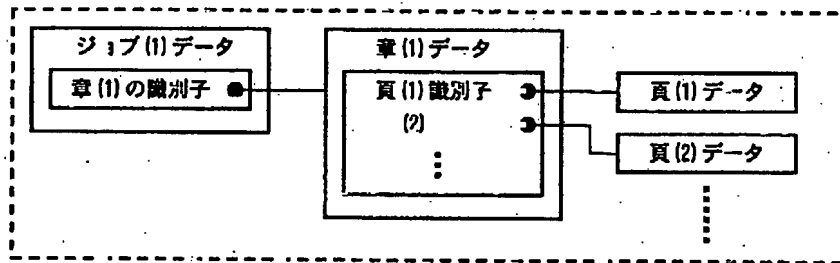 ジョブ(1)データ
章(1)の識別子
章(1)データ
頁(1)識別子
(2)
頁(1)データ
頁(2)データ